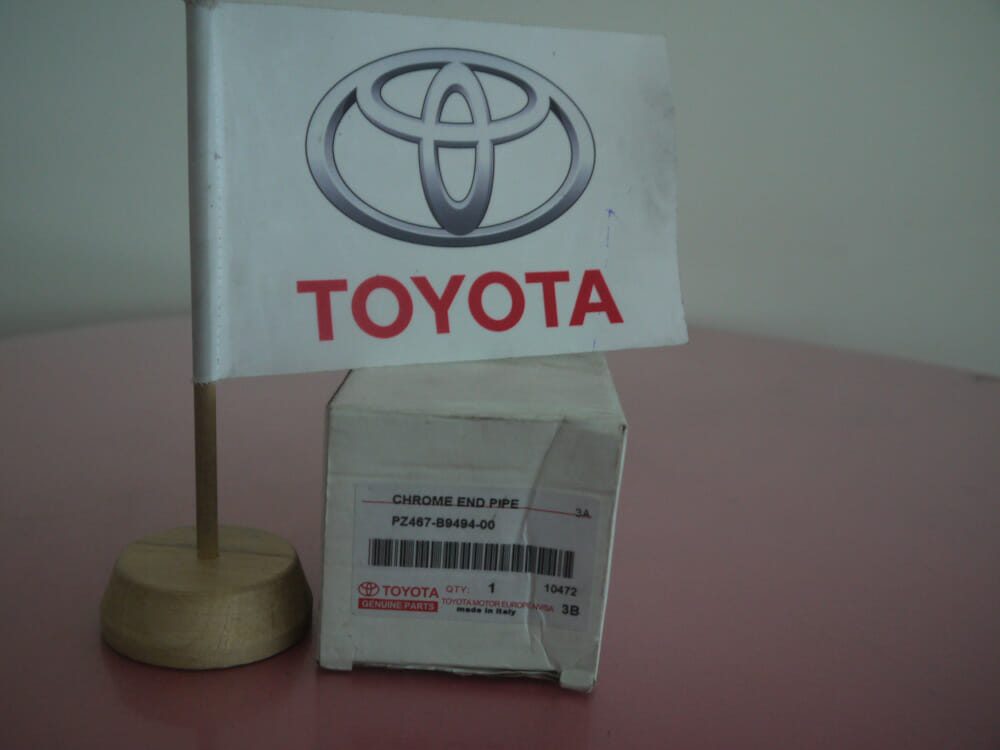 TOYOTA
CHROME END PIPE
3A
PZ467-B9494-00
TOYOTA QTY: 1 10472
GENUINE PARTS TOYOTA MOTOR EUROPE NV/SA 3B
made in Italy